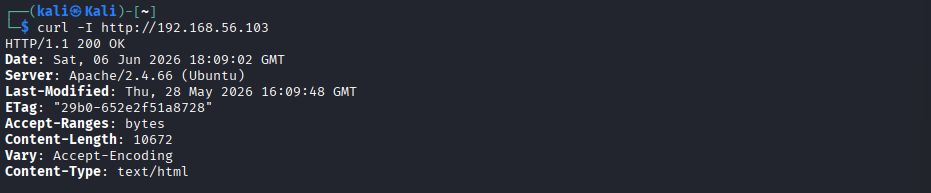 ┌──(kali㉿Kali)-[~]
└─$ curl -I http://192.168.56.103
HTTP/1.1 200 OK
Date: Sat, 06 Jun 2026 18:09:02 GMT
Server: Apache/2.4.66 (Ubuntu)
Last-Modified: Thu, 28 May 2026 16:09:48 GMT
ETag: "29b0-652e2f51a8728"
Accept-Ranges: bytes
Content-Length: 10672
Vary: Accept-Encoding
Content-Type: text/html